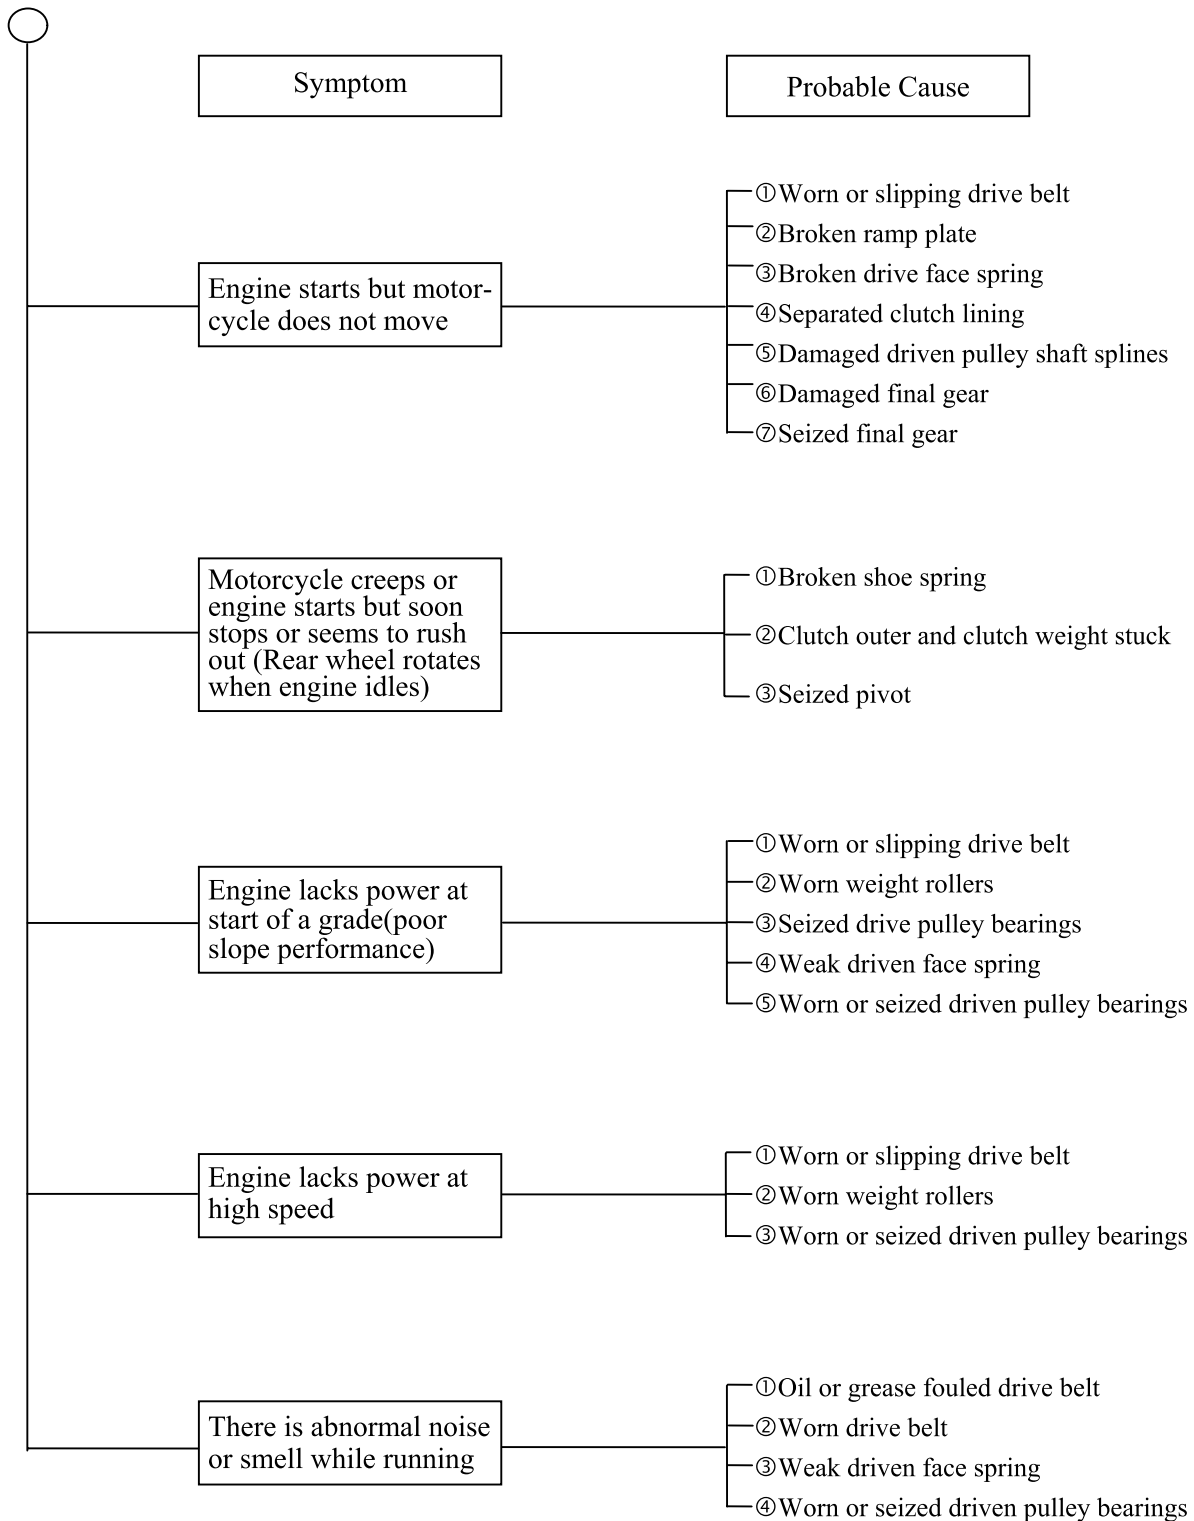 Symptom
Probable Cause
Engine starts but motor-
cycle does not move
①Worn or slipping drive belt
②Broken ramp plate
③Broken drive face spring
④Separated clutch lining
⑤Damaged driven pulley shaft splines
⑥Damaged final gear
⑦Seized final gear
Motorcycle creeps or
engine starts but soon
stops or seems to rush
out (Rear wheel rotates
when engine idles)
①Broken shoe spring
②Clutch outer and clutch weight stuck
③Seized pivot
Engine lacks power at
start of a grade(poor
slope performance)
①Worn or slipping drive belt
②Worn weight rollers
③Seized drive pulley bearings
④Weak driven face spring
⑤Worn or seized driven pulley bearings
Engine lacks power at
high speed
①Worn or slipping drive belt
②Worn weight rollers
③Worn or seized driven pulley bearings
There is abnormal noise
or smell while running
①Oil or grease fouled drive belt
②Worn drive belt
③Weak driven face spring
④Worn or seized driven pulley bearings